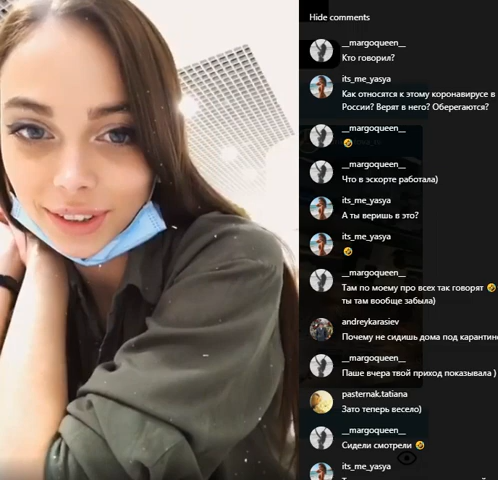 Hide comments
__margoqueen__
Кто говорил?
its_me_yasya
Как относятся к этому коронавирусе в
России? Верят в него? Оберегаются?
__margoqueen__
🤣
__margoqueen__
Что в эскорте работала)
its_me_yasya
А ты веришь в это?
its_me_yasya
🤣
__margoqueen__
Там по моему про всех так говорят 🤣
ты там вообще забыла)
andreykarasiev
Почему не сидишь дома под карантино
__margoqueen__
Паше вчера твой приход показывала )
pasternak.tatiana
Зато теперь весело)
__margoqueen__
Сидели смотрели 🤣
its_me_yasya